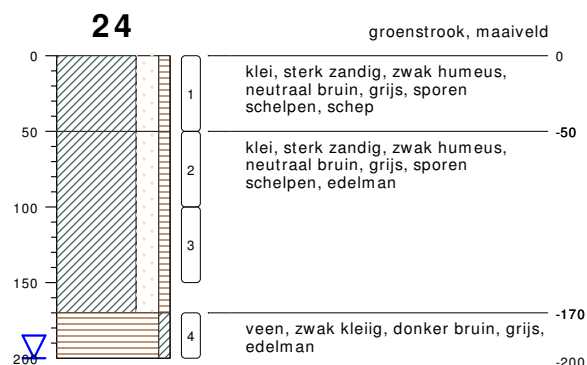 24
groenstrook, maaiveld
0
0
klei, sterk zandig, zwak humeus,
neutraal bruin, grijs, sporen
schelpen, schep
1
50
-50
klei, sterk zandig, zwak humeus,
neutraal bruin, grijs, sporen
schelpen, edelman
2
100
3
150
-170
veen, zwak kleiig, donker bruin, grijs,
edelman
4
200
-200